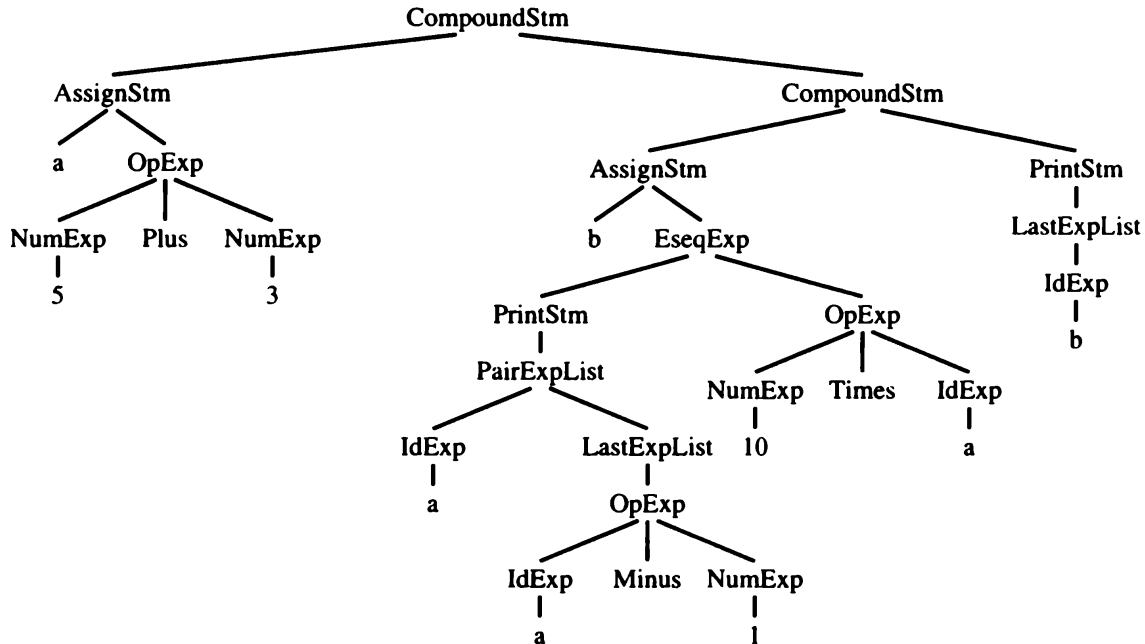 CompoundStm
AssignStm CompoundStm
a OpExp AssignStm PrintStm
NumExp Plus NumExp b EseqExp LastExpList
5 3 PrintStm OpExp IdExp
PairExpList NumExp Times IdExp b
IdExp LastExpList 10 a
a OpExp
IdExp Minus NumExp
a 1